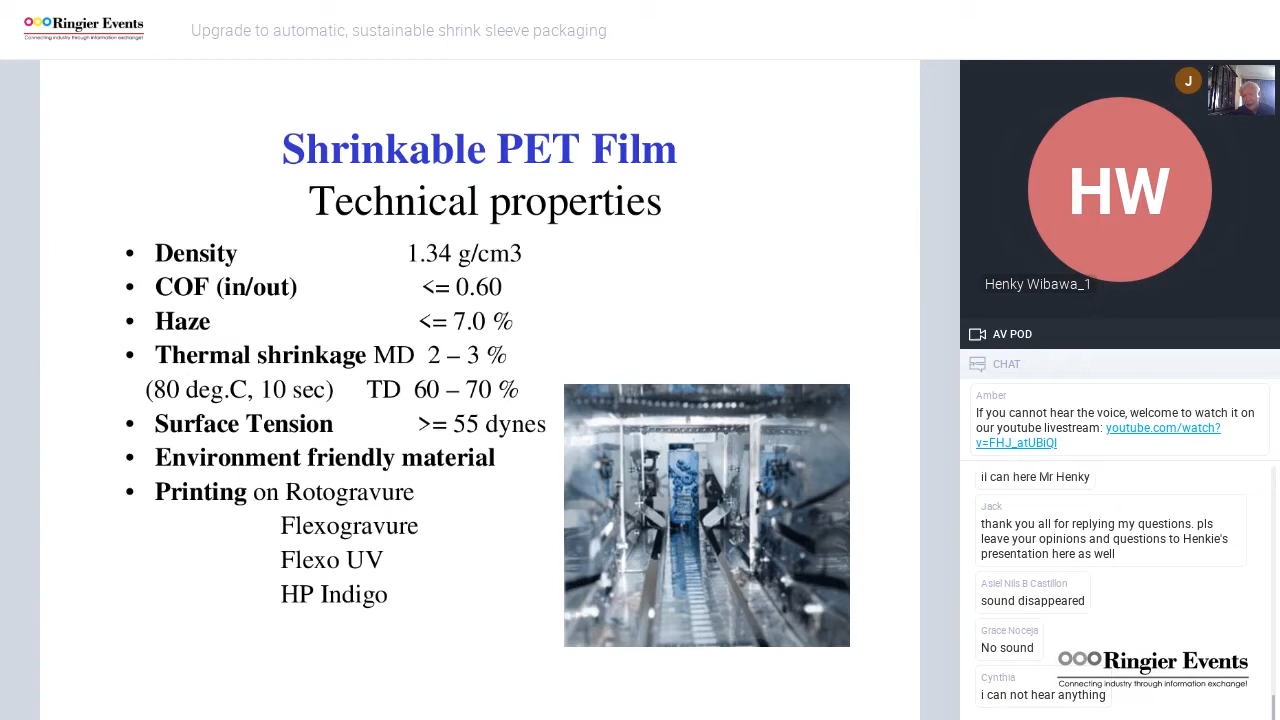 Ringier Events
Connecting industry through information exchange!
Upgrade to automatic, sustainable shrink sleeve packaging
Shrinkable PET Film
Technical properties
• Density 1.34 g/cm3
• COF (in/out) <= 0.60
• Haze <= 7.0 %
• Thermal shrinkage MD 2 – 3 %
(80 deg.C, 10 sec) TD 60 – 70 %
• Surface Tension >= 55 dynes
• Environment friendly material
• Printing on Rotogravure
Flexogravure
Flexo UV
HP Indigo
J
HW
Henky Wibawa_1
AV POD
CHAT
Amber
If you cannot hear the voice, welcome to watch it on
our youtube livestream: youtube.com/watch?
v=FHJ_atUBiQI
iI can here Mr Henky
Jack
thank you all for replying my questions. pls
leave your opinions and questions to Henkie's
presentation here as well
Asiel Nils B Castillon
sound disappeared
Grace Noceja
No sound
Cynthia
i can not hear anything
Ringier Events
Connecting industry through information exchange!